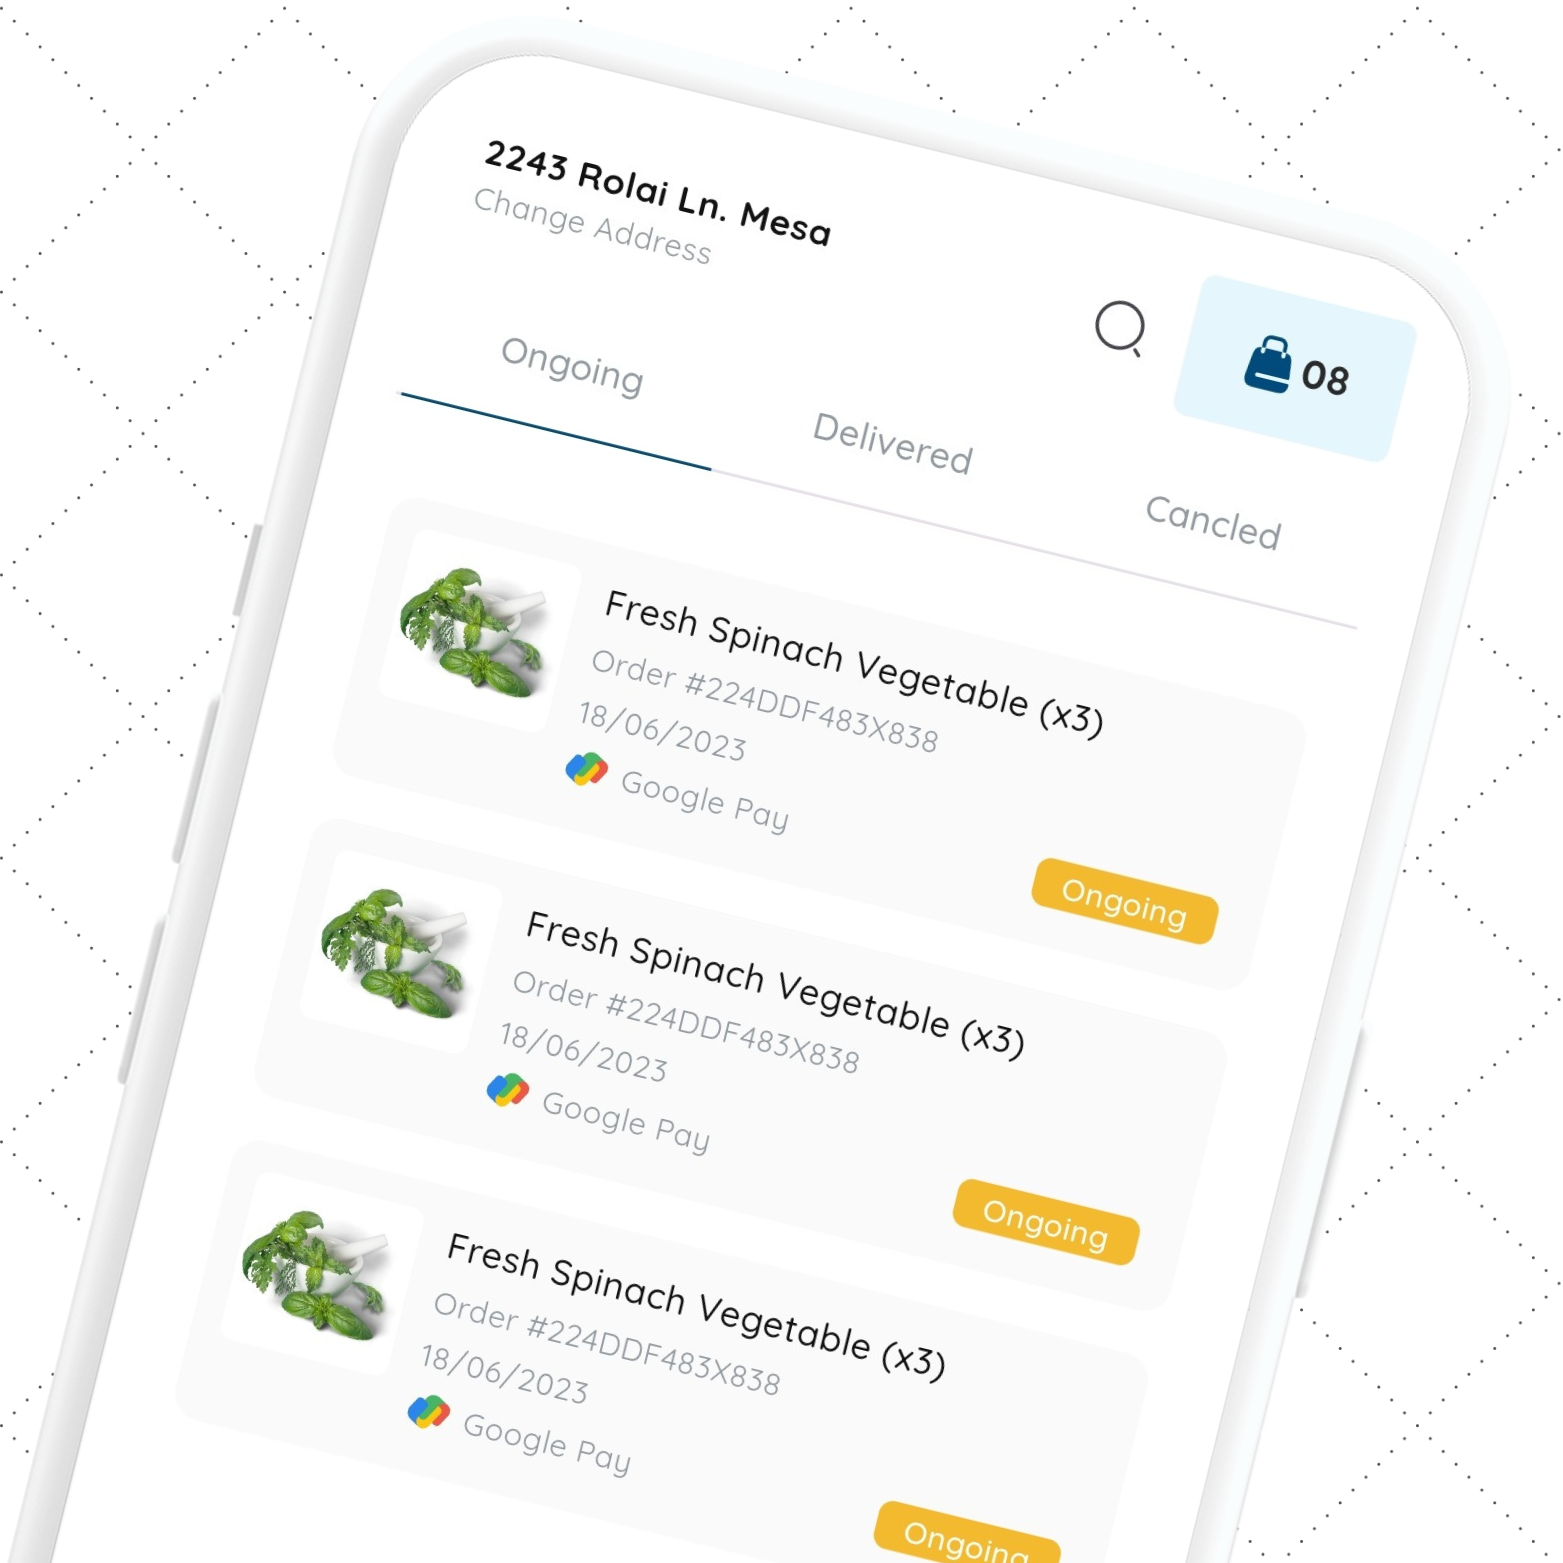 2243 Rolai Ln. Mesa
Change Address
08
Ongoing
Delivered
Cancled
Fresh Spinach Vegetable (x3)
Order #224DDF483X838
18/06/2023
Google Pay
Ongoing
Fresh Spinach Vegetable (x3)
Order #224DDF483X838
18/06/2023
Google Pay
Ongoing
Fresh Spinach Vegetable (x3)
Order #224DDF483X838
18/06/2023
Google Pay
Ongoing